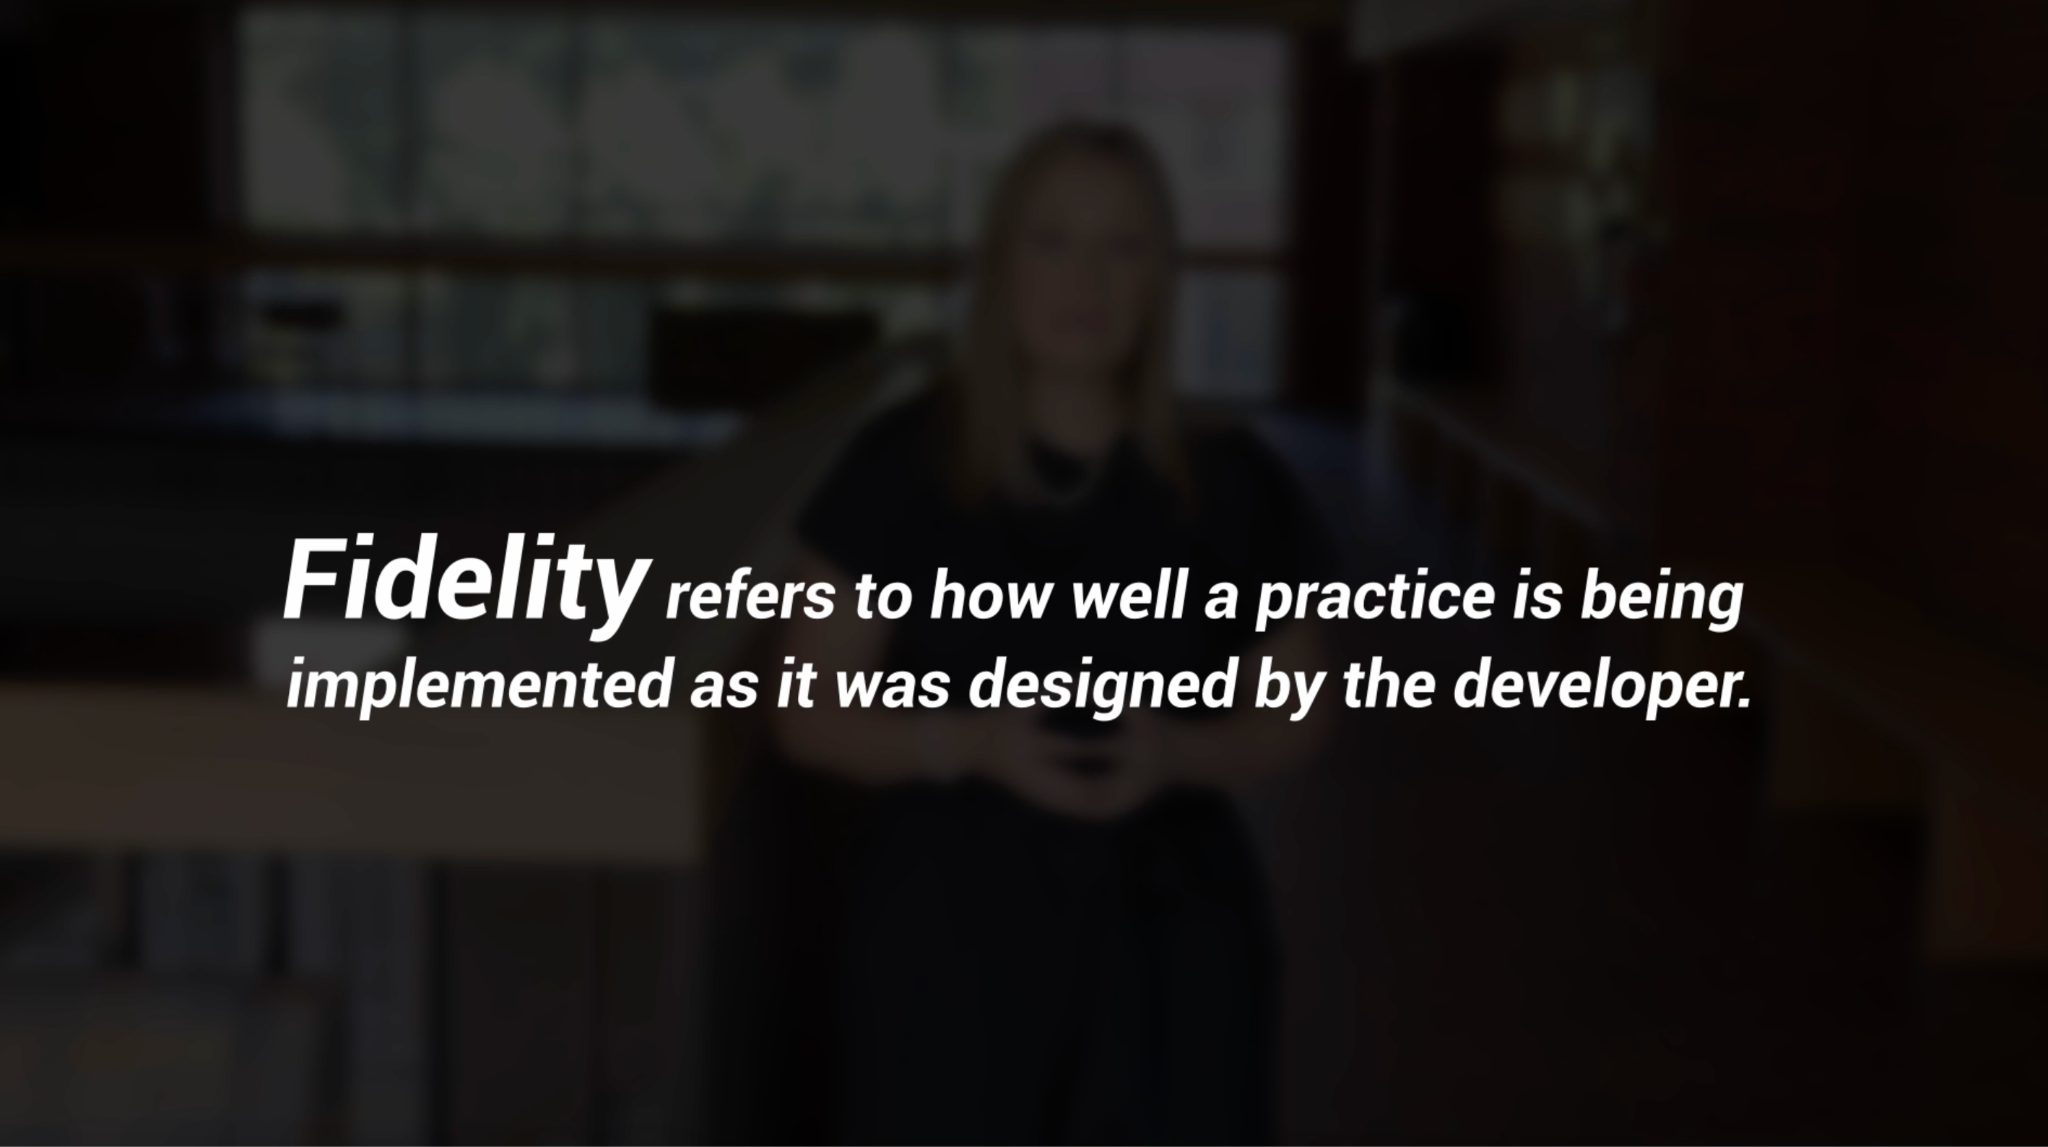 Fidelity refers to how well a practice is being
implemented as it was designed by the developer.